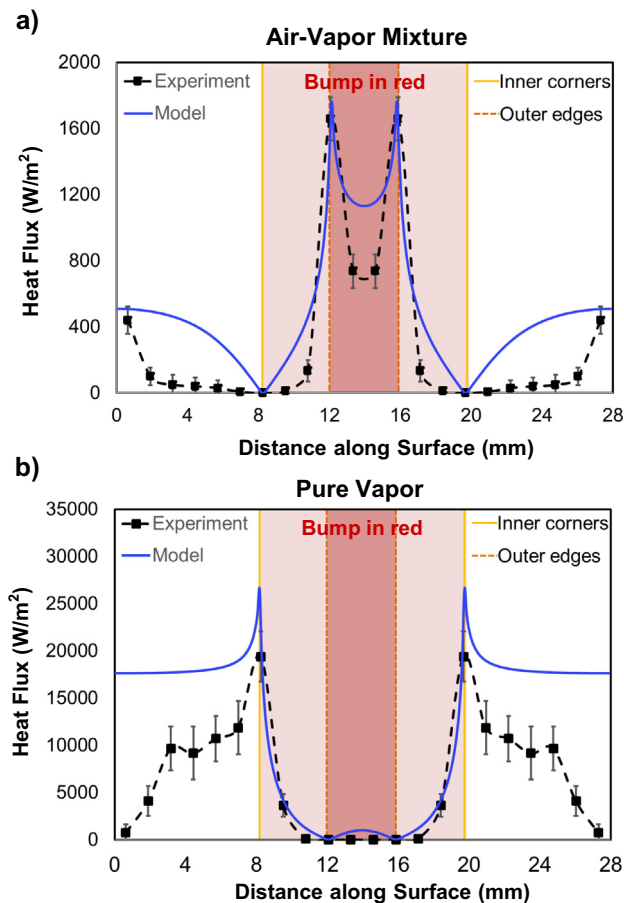 a)
Air-Vapor Mixture
2000
1600
1200
800
400
0
Heat Flux (W/m²)
Experiment
Model
Bump in red
Inner corners
Outer edges
0 4 8 12 16 20 24 28
Distance along Surface (mm)
b)
Pure Vapor
35000
30000
25000
20000
15000
10000
5000
0
Heat Flux (W/m²)
Experiment
Model
Bump in red
Inner corners
Outer edges
0 4 8 12 16 20 24 28
Distance along Surface (mm)